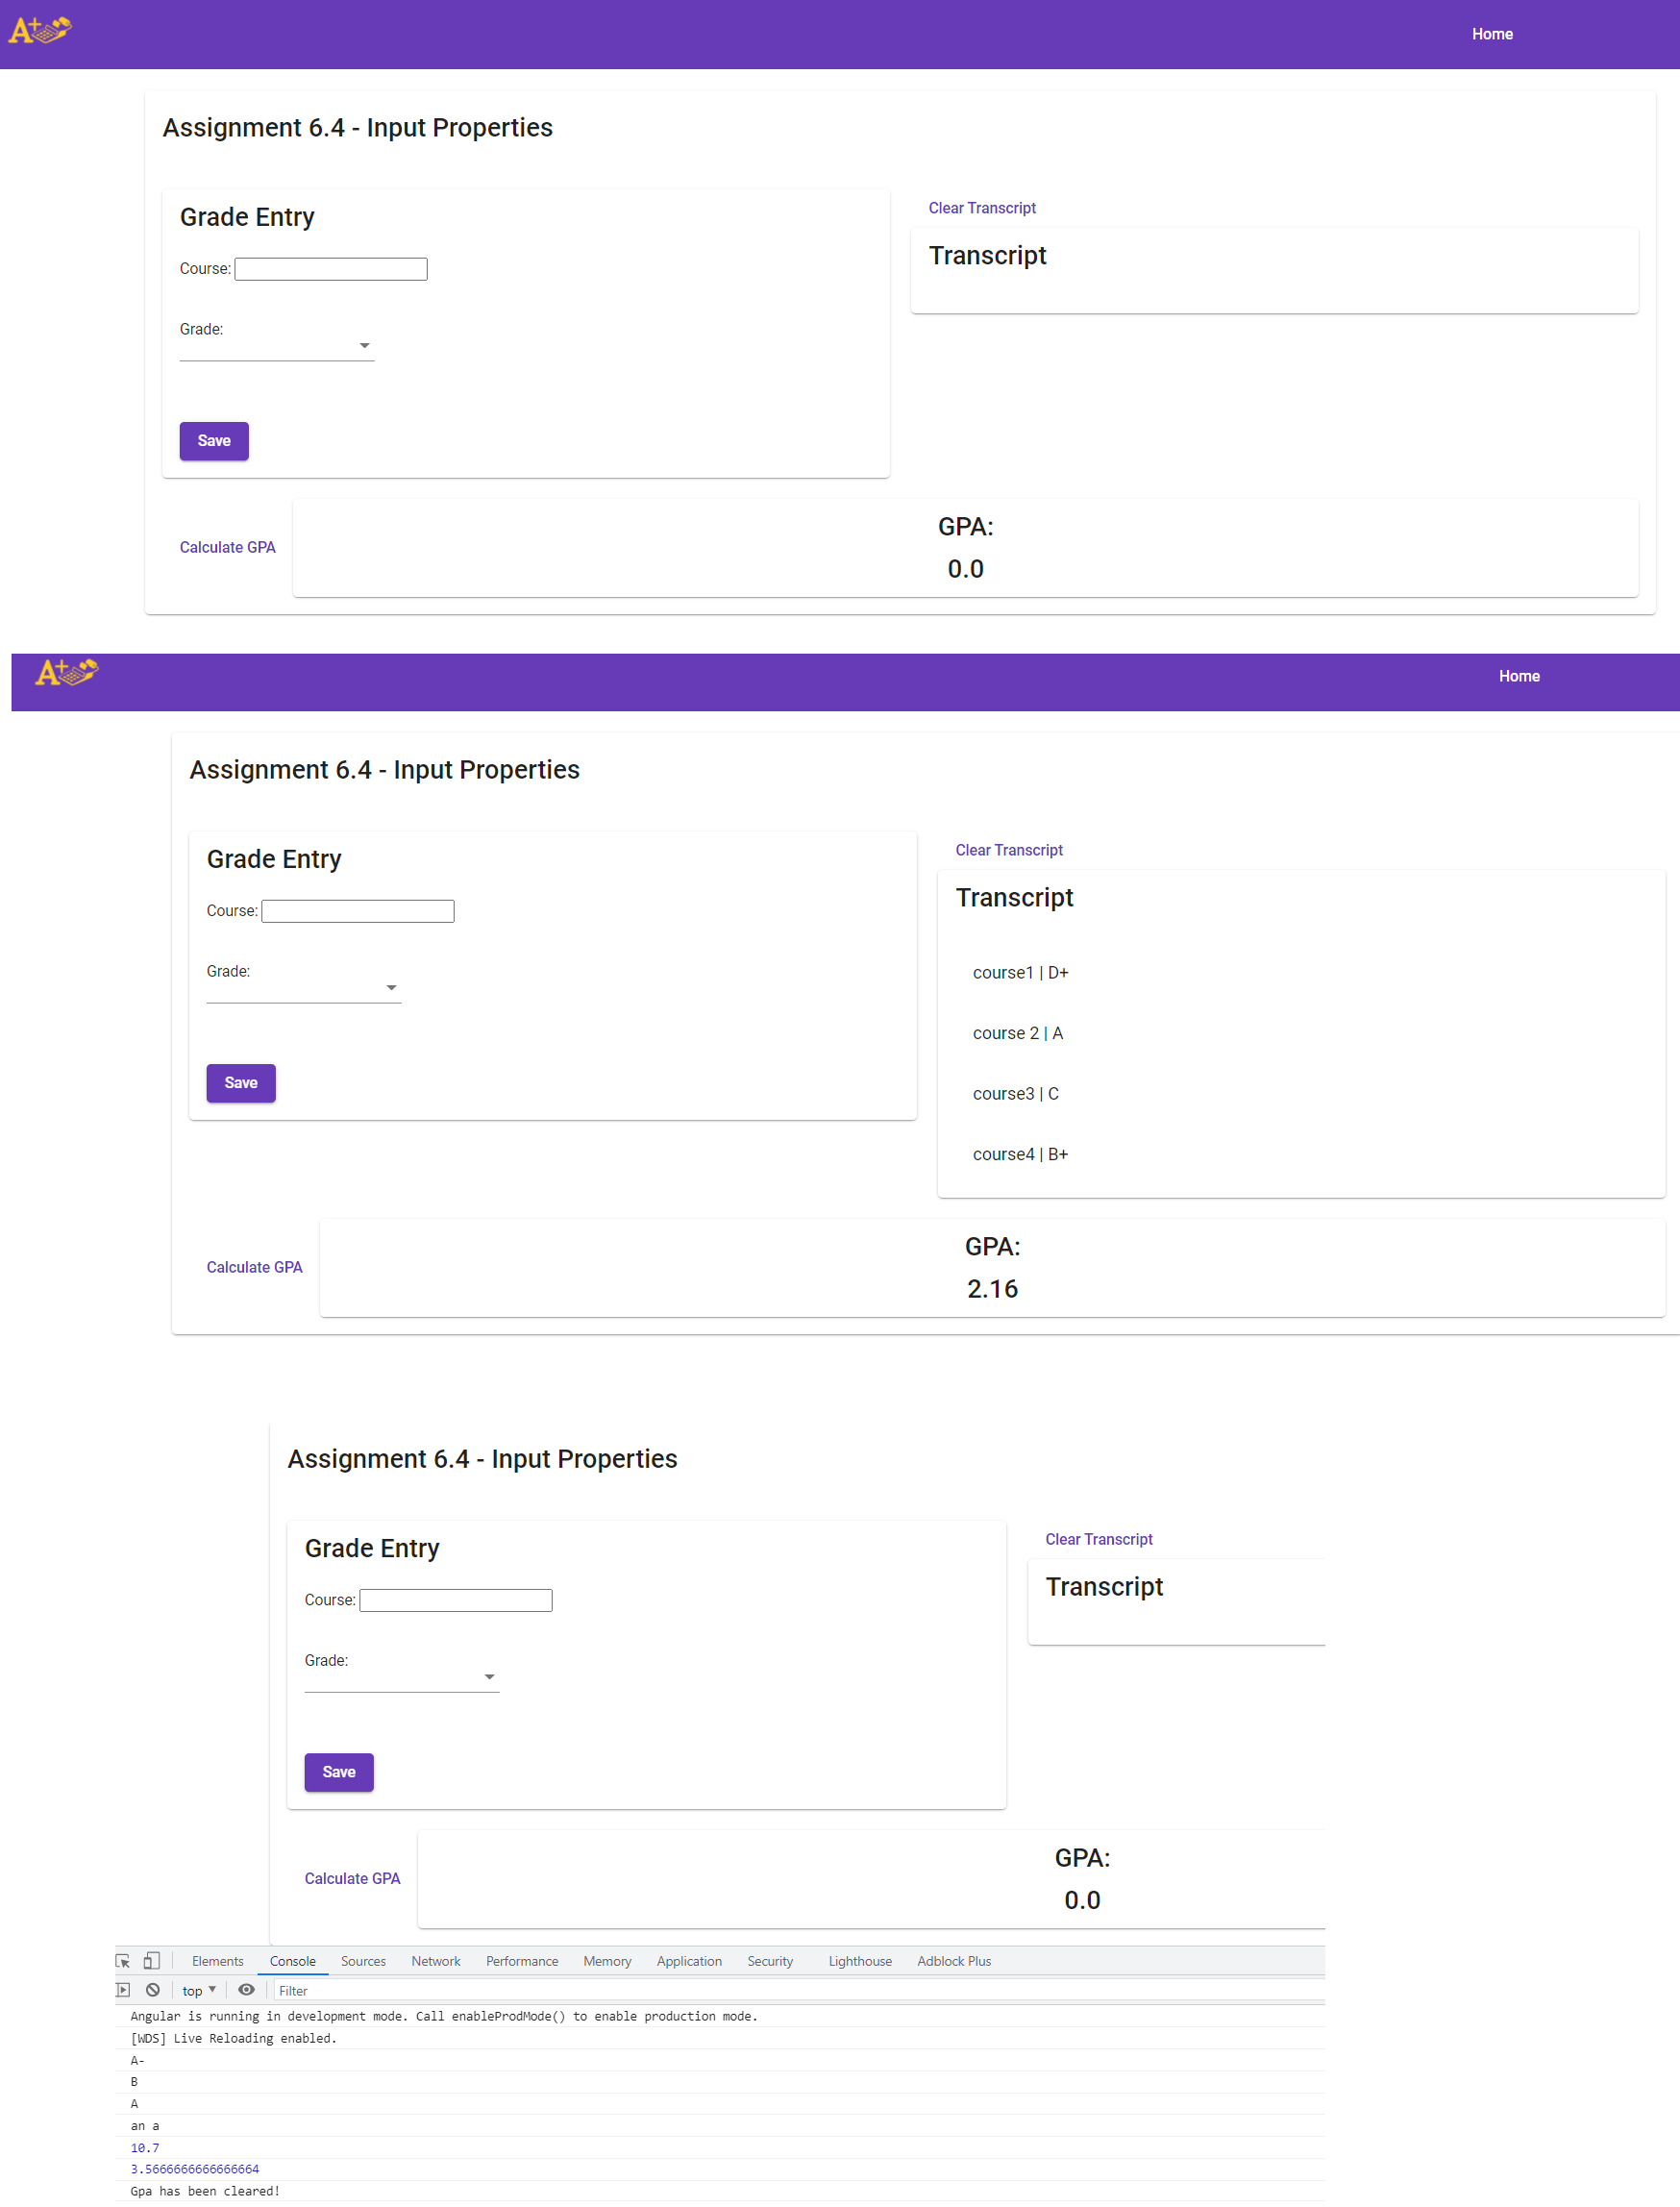 A+
Home
Assignment 6.4 - Input Properties
Grade Entry
Course:
Grade:
Save
Clear Transcript
Transcript
Calculate GPA
GPA:
0.0
A+
Home
Assignment 6.4 - Input Properties
Grade Entry
Course:
Grade:
Save
Clear Transcript
Transcript
course1 | D+
course 2 | A
course3 | C
course4 | B+
Calculate GPA
GPA:
2.16
Assignment 6.4 - Input Properties
Grade Entry
Course:
Grade:
Save
Clear Transcript
Transcript
Calculate GPA
GPA:
0.0
Elements Console Sources Network Performance Memory Application Security Lighthouse Adblock Plus
top Filter
Angular is running in development mode. Call enableProdMode() to enable production mode.
[WDS] Live Reloading enabled.
A-
B
A
an a
10.7
3.5666666666666664
Gpa has been cleared!